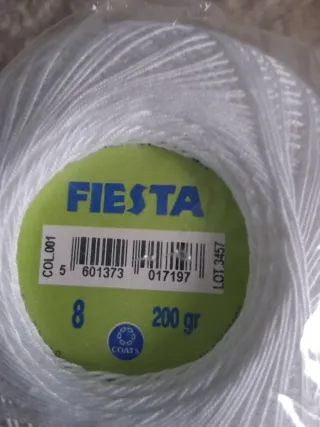 FIESTA
COL.001
5 601373 017197
LOT 3457
8
200 gr
COATS